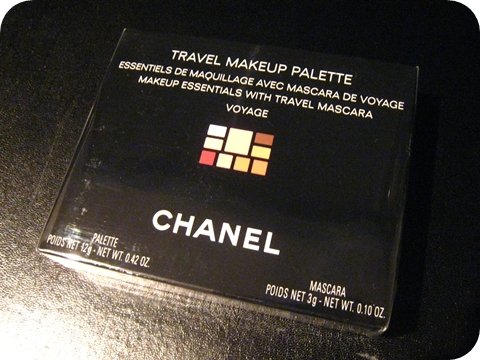 TRAVEL MAKEUP PALETTE
ESSENTIELS DE MAQUILLAGE AVEC MASCARA DE VOYAGE
MAKEUP ESSENTIALS WITH TRAVEL MASCARA
VOYAGE
CHANEL
PALETTE
POIDS NET 12g - NET WT. 0.42 OZ.
MASCARA
POIDS NET 3g - NET WT. 0.10 OZ.